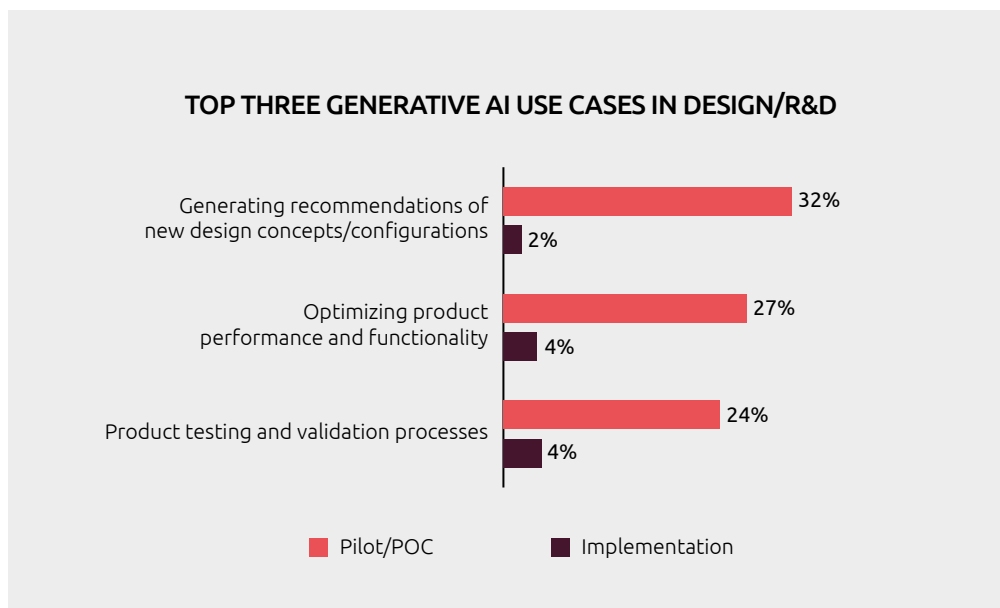 TOP THREE GENERATIVE AI USE CASES IN DESIGN/R&D
Generating recommendations of
new design concepts/configurations
32%
2%
Optimizing product
performance and functionality
27%
4%
Product testing and validation processes
24%
4%
Pilot/POC
Implementation